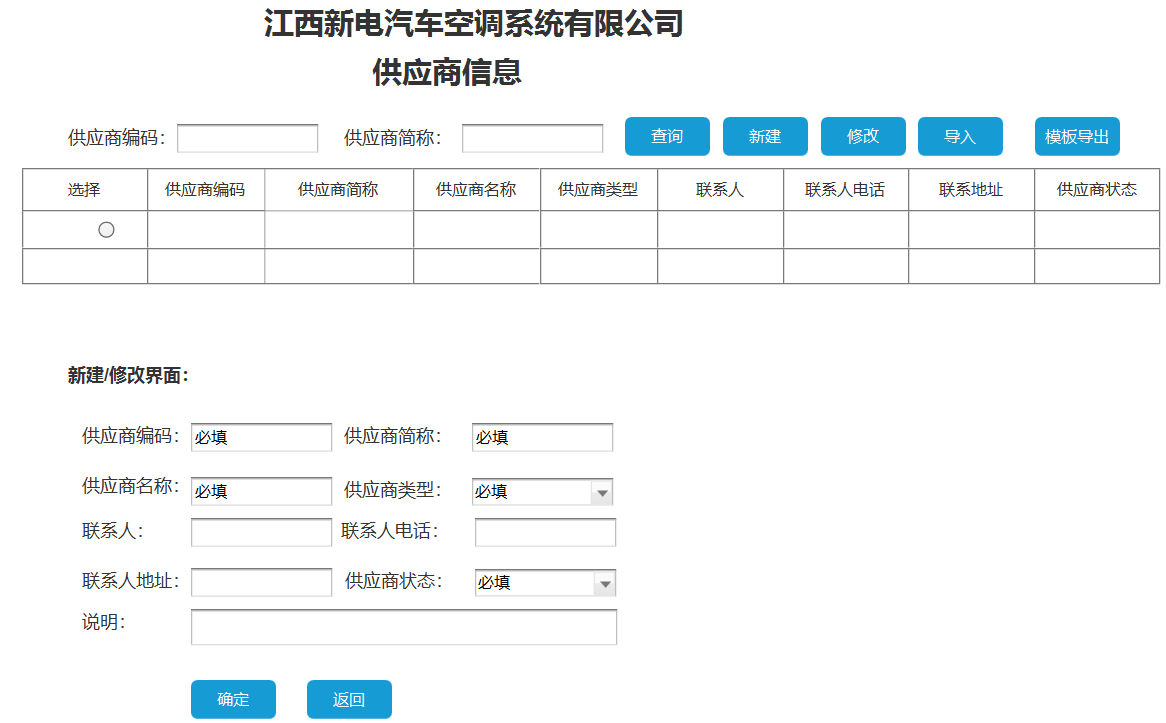 江西新电汽车空调系统有限公司
供应商信息
供应商编码： 供应商简称： 查询 新建 修改 导入 模板导出
选择 供应商编码 供应商简称 供应商名称 供应商类型 联系人 联系人电话 联系地址 供应商状态
新建/修改界面：
供应商编码： 必填 供应商简称： 必填
供应商名称： 必填 供应商类型： 必填
联系人： 联系人电话：
联系人地址： 供应商状态： 必填
说明：
确定 返回